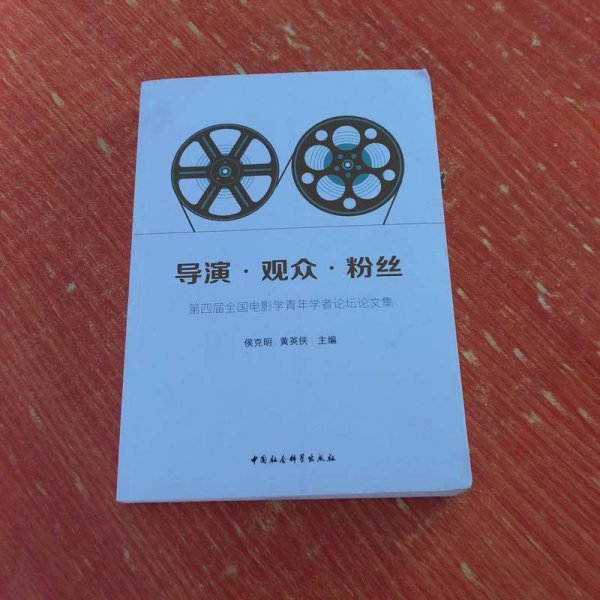 导演·观众·粉丝
第四届全国电影学青年学者论坛论文集
侯克明 黄英侠 主编
中国社会科学出版社